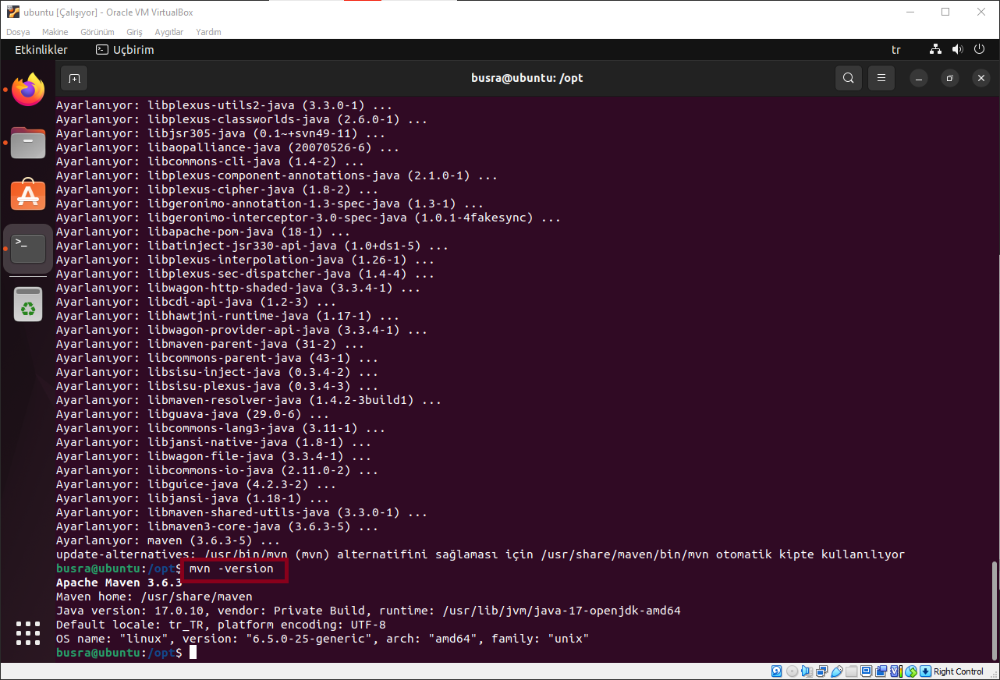 ubuntu [Çalışıyor] - Oracle VM VirtualBox
Dosya Makine Görünüm Giriş Aygıtlar Yardım
Etkinlikler Uçbirim tr
busra@ubuntu: /opt
Ayarlanıyor: libplexus-utils2-java (3.3.0-1) ...
Ayarlanıyor: libplexus-classworlds-java (2.6.0-1) ...
Ayarlanıyor: libjsr305-java (0.1~+svn49-11) ...
Ayarlanıyor: libaopalliance-java (20070526-6) ...
Ayarlanıyor: libcommons-cli-java (1.4-2) ...
Ayarlanıyor: libplexus-component-annotations-java (2.1.0-1) ...
Ayarlanıyor: libplexus-cipher-java (1.8-2) ...
Ayarlanıyor: libgeronimo-annotation-1.3-spec-java (1.3-1) ...
Ayarlanıyor: libgeronimo-interceptor-3.0-spec-java (1.0.1-4fakesync) ...
Ayarlanıyor: libapache-pom-java (18-1) ...
Ayarlanıyor: libatinject-jsr330-api-java (1.0+ds1-5) ...
Ayarlanıyor: libplexus-interpolation-java (1.26-1) ...
Ayarlanıyor: libplexus-sec-dispatcher-java (1.4-4) ...
Ayarlanıyor: libwagon-http-shaded-java (3.3.4-1) ...
Ayarlanıyor: libcdi-api-java (1.2-3) ...
Ayarlanıyor: libhawtjni-runtime-java (1.17-1) ...
Ayarlanıyor: libwagon-provider-api-java (3.3.4-1) ...
Ayarlanıyor: libmaven-parent-java (31-2) ...
Ayarlanıyor: libcommons-parent-java (43-1) ...
Ayarlanıyor: libsisu-inject-java (0.3.4-2) ...
Ayarlanıyor: libsisu-plexus-java (0.3.4-3) ...
Ayarlanıyor: libmaven-resolver-java (1.4.2-3build1) ...
Ayarlanıyor: libguava-java (29.0-6) ...
Ayarlanıyor: libcommons-lang3-java (3.11-1) ...
Ayarlanıyor: libjansi-native-java (1.8-1) ...
Ayarlanıyor: libwagon-file-java (3.3.4-1) ...
Ayarlanıyor: libcommons-io-java (2.11.0-2) ...
Ayarlanıyor: libguice-java (4.2.3-2) ...
Ayarlanıyor: libjansi-java (1.18-1) ...
Ayarlanıyor: libmaven-shared-utils-java (3.3.0-1) ...
Ayarlanıyor: libmaven3-core-java (3.6.3-5) ...
Ayarlanıyor: maven (3.6.3-5) ...
update-alternatives: /usr/bin/mvn (mvn) alternatifini sağlaması için /usr/share/maven/bin/mvn otomatik kipte kullanılıyor
busra@ubuntu:/opt$ mvn -version
Apache Maven 3.6.3
Maven home: /usr/share/maven
Java version: 17.0.10, vendor: Private Build, runtime: /usr/lib/jvm/java-17-openjdk-amd64
Default locale: tr_TR, platform encoding: UTF-8
OS name: "linux", version: "6.5.0-25-generic", arch: "amd64", family: "unix"
busra@ubuntu:/opt$
Right Control